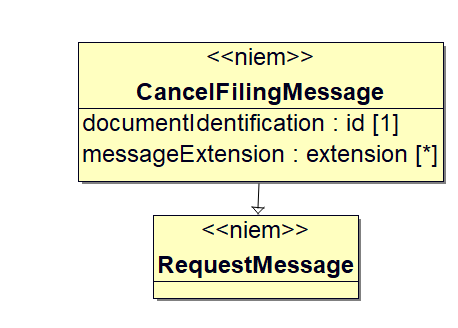 <<niem>>
CancelFilingMessage
documentIdentification : id [1]
messageExtension : extension [*]
<<niem>>
RequestMessage